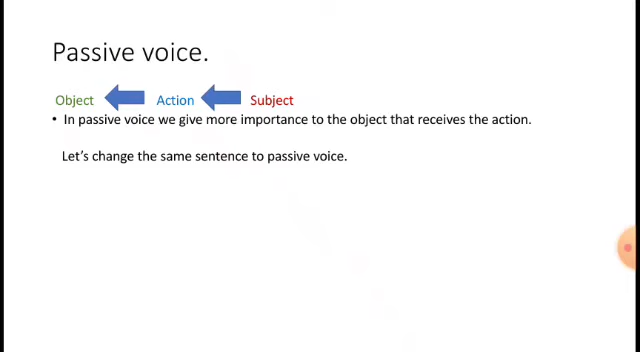 Passive voice.
Object Action Subject
• In passive voice we give more importance to the object that receives the action.
Let’s change the same sentence to passive voice.